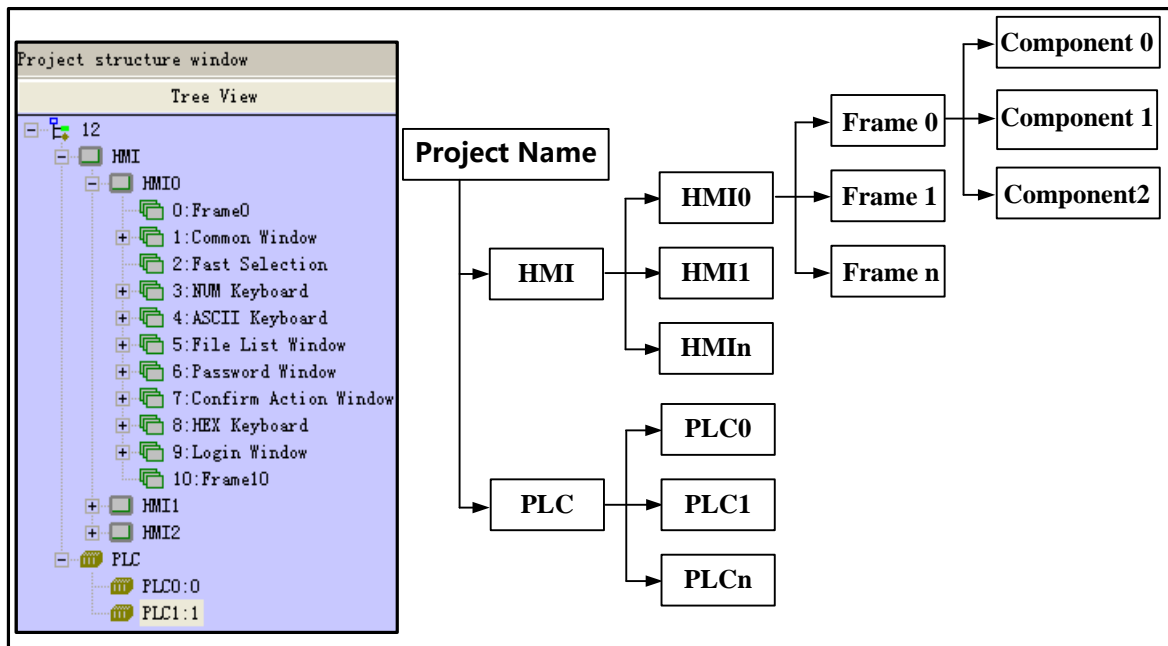 Project structure window
Tree View
12
HMI
HMI0
0:Frame0
1:Common Window
2:Fast Selection
3:NUM Keyboard
4:ASCII Keyboard
5:File List Window
6:Password Window
7:Confirm Action Window
8:HEX Keyboard
9:Login Window
10:Frame10
HMI1
HMI2
PLC
PLC0:0
PLC1:1
Project Name
HMI
PLC
HMI0
HMI1
HMIn
PLC0
PLC1
PLCn
Frame 0
Frame 1
Frame n
Component 0
Component 1
Component2